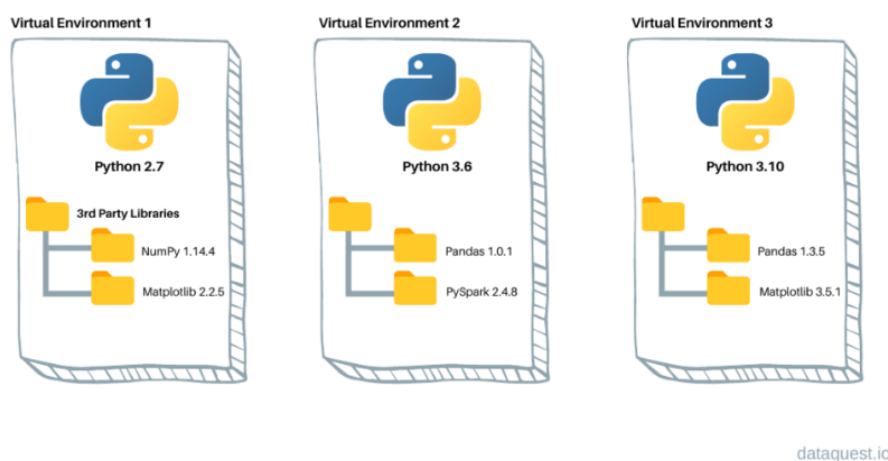 Virtual Environment 1
Virtual Environment 2
Virtual Environment 3
Python 2.7
Python 3.6
Python 3.10
3rd Party Libraries
NumPy 1.14.4
Matplotlib 2.2.5
Pandas 1.0.1
PySpark 2.4.8
Pandas 1.3.5
Matplotlib 3.5.1
dataquest.io